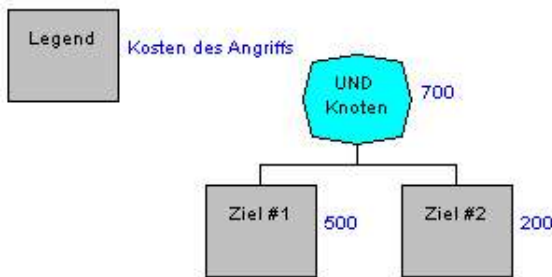 Legend
Kosten des Angriffs
UND
Knoten
700
Ziel #1
500
Ziel #2
200